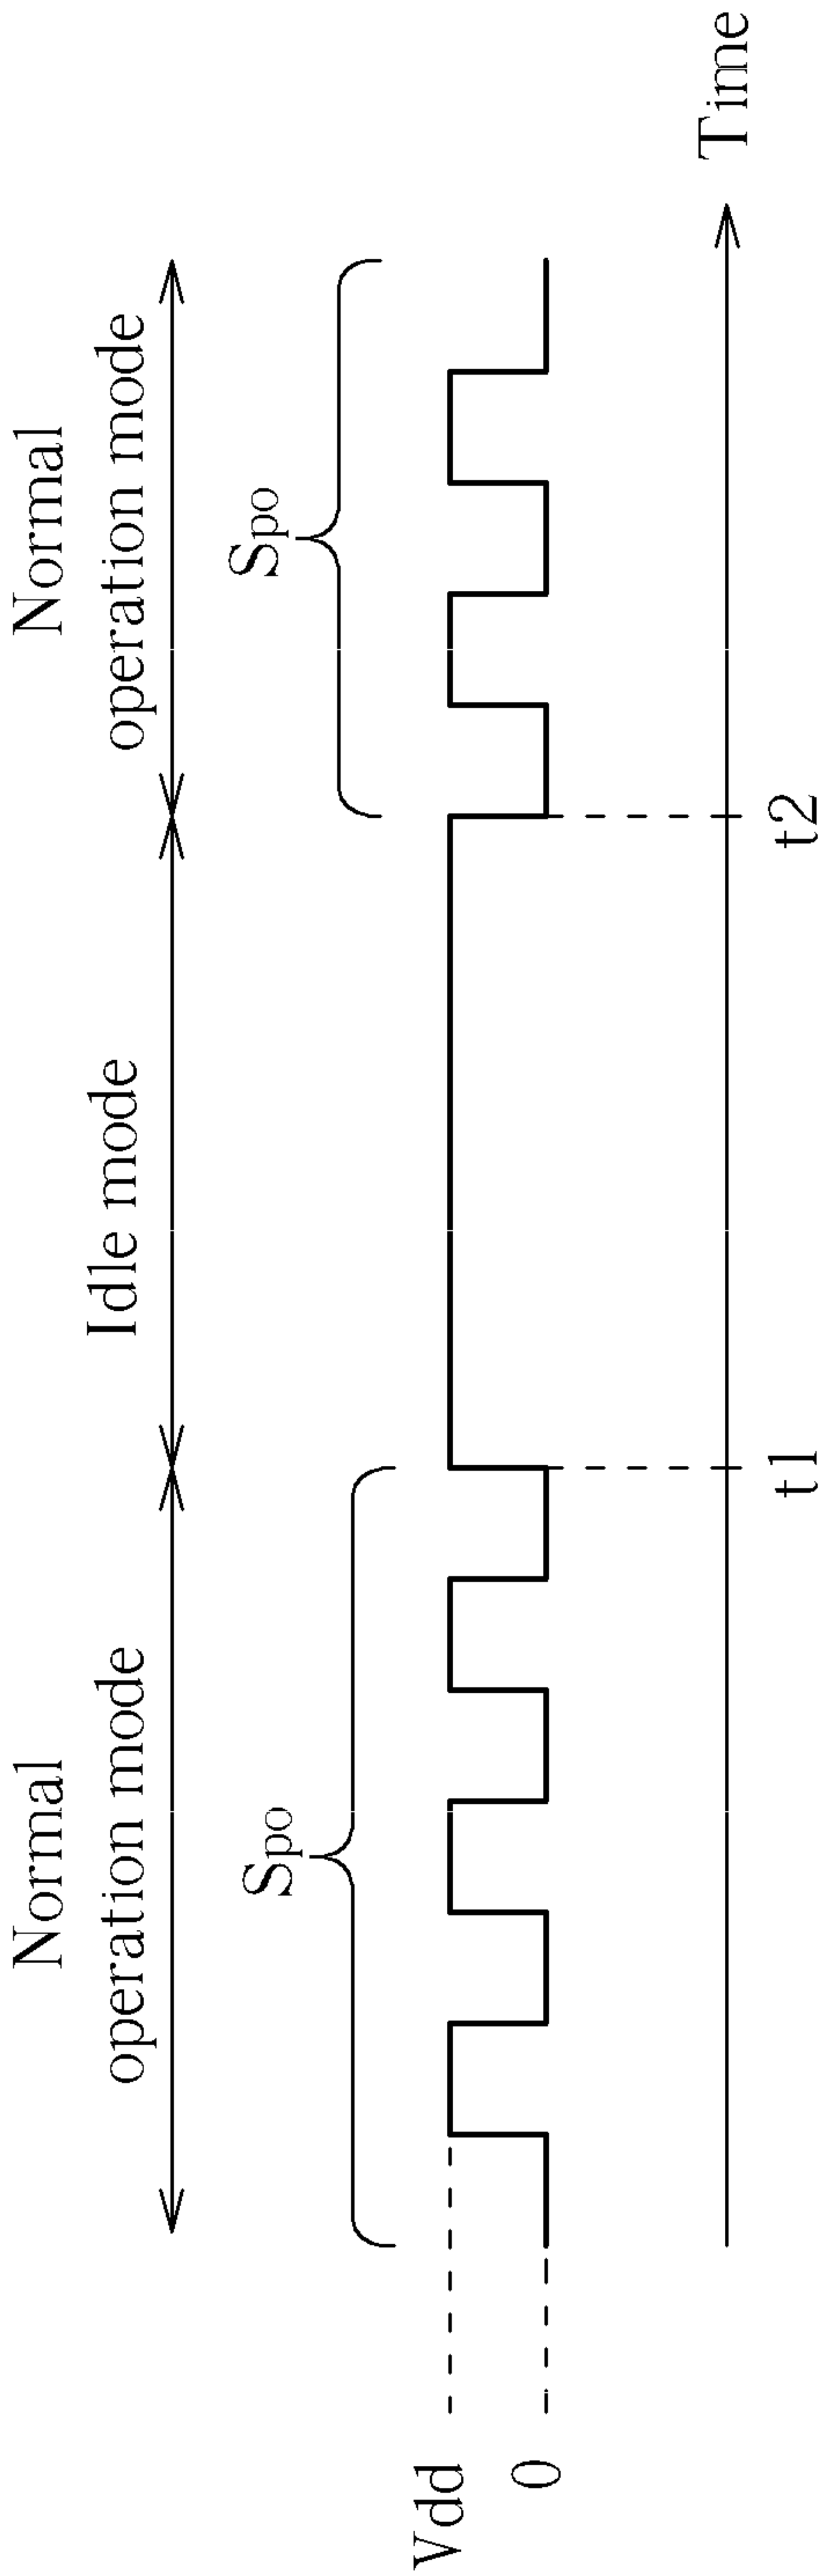 Normal
operation mode
Idle mode
Normal
operation mode
Spo
Spo
Vdd
0
t1
t2
Time